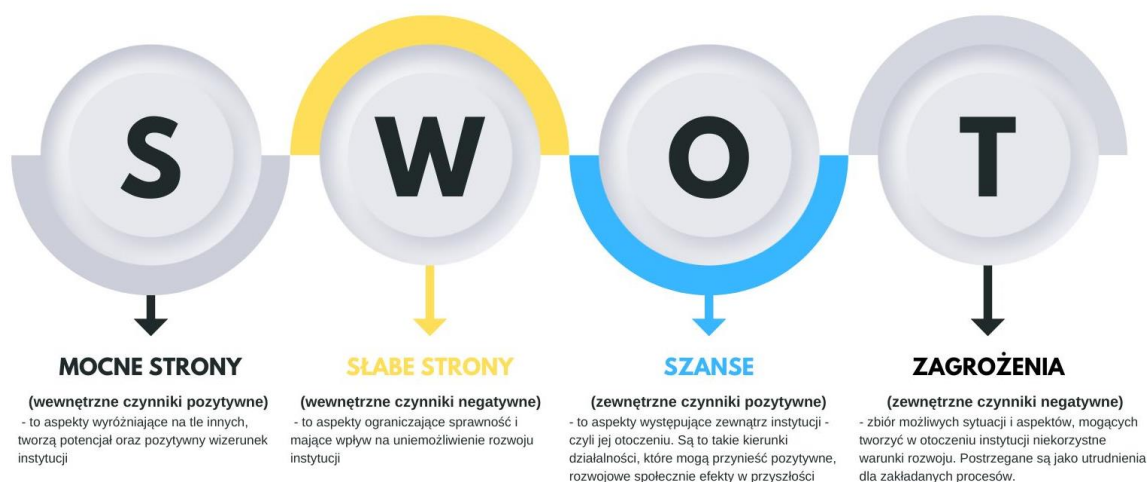 S
W
O
T
MOCNE STRONY
(wewnętrzne czynniki pozytywne)
- to aspekty wyróżniające na tle innych,
tworzą potencjał oraz pozytywny wizerunek
instytucji
SŁABE STRONY
(wewnętrzne czynniki negatywne)
- to aspekty ograniczające sprawność i
mające wpływ na uniemożliwienie rozwoju
instytucji
SZANSE
(zewnętrzne czynniki pozytywne)
- to aspekty występujące zewnątrz instytucji -
czyli jej otoczeniu. Są to takie kierunki
działalności, które mogą przynieść pozytywne,
rozwojowe społecznie efekty w przyszłości
ZAGROŻENIA
(zewnętrzne czynniki negatywne)
- zbiór możliwych sytuacji i aspektów, mogących
tworzyć w otoczeniu instytucji niekorzystne
warunki rozwoju. Postrzegane są jako utrudnienia
dla zakładanych procesów.